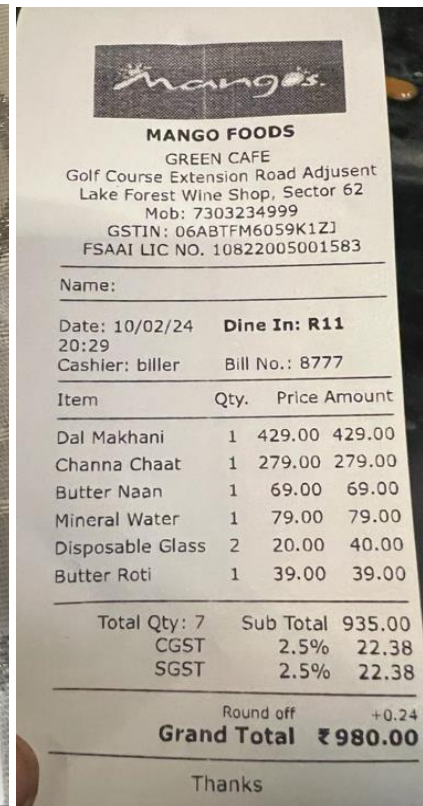 Mangos.
MANGO FOODS
GREEN CAFE
Golf Course Extension Road Adjusent
Lake Forest Wine Shop, Sector 62
Mob: 7303234999
GSTIN: 06ABTFM6059K1ZJ
FSAAI LIC NO. 10822005001583
Name:
Date: 10/02/24 Dine In: R11
20:29
Cashier: biller Bill No.: 8777
Item Qty. Price Amount
Dal Makhani 1 429.00 429.00
Channa Chaat 1 279.00 279.00
Butter Naan 1 69.00 69.00
Mineral Water 1 79.00 79.00
Disposable Glass 2 20.00 40.00
Butter Roti 1 39.00 39.00
Total Qty: 7 Sub Total 935.00
CGST 2.5% 22.38
SGST 2.5% 22.38
Round off +0.24
Grand Total ₹980.00
Thanks